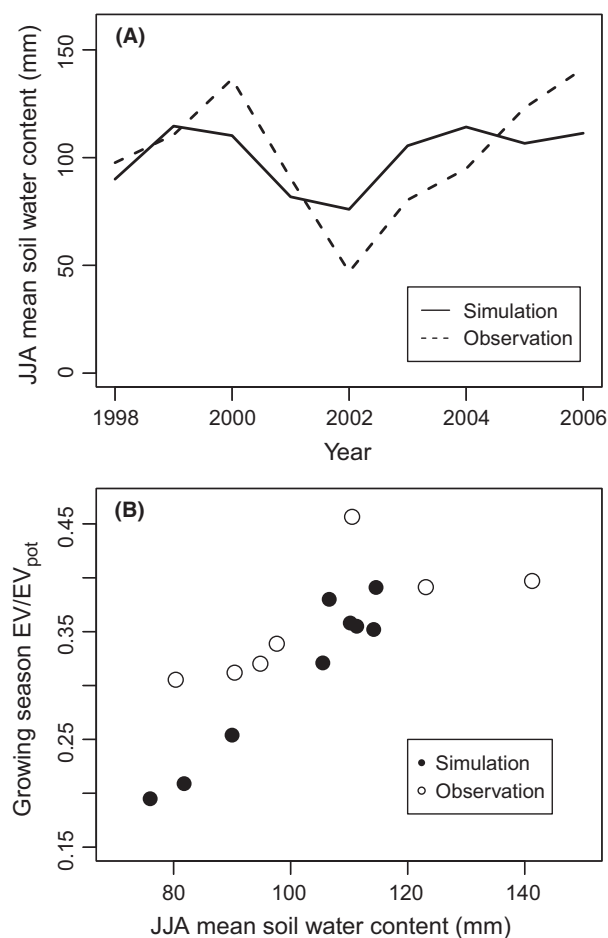 (A)
JJA mean soil water content (mm)
150
100
50
0
Simulation
Observation
1998 2000 2002 2004 2006
Year
(B)
Growing season EV/EVpot
0.45
0.35
0.25
0.15
Simulation
Observation
80 100 120 140
JJA mean soil water content (mm)